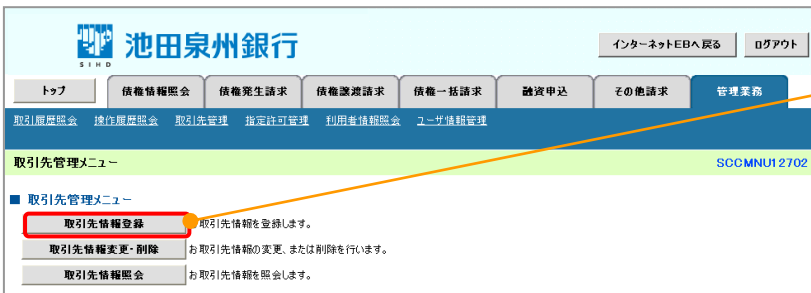 SIHD 池田泉州銀行 インターネットEBへ戻る ログアウト
トップ 債権情報照会 債権発生請求 債権譲渡請求 債権一括請求 融資申込 その他請求 管理業務
取引履歴照会 操作履歴照会 取引先管理 指定許可管理 利用者情報照会 ユーザ情報管理
取引先管理メニュー SCCMNU12702
■ 取引先管理メニュー
取引先情報登録 取引先情報を登録します。
取引先情報変更・削除 お取引先情報の変更、または削除を行います。
取引先情報照会 お取引先情報を照会します。